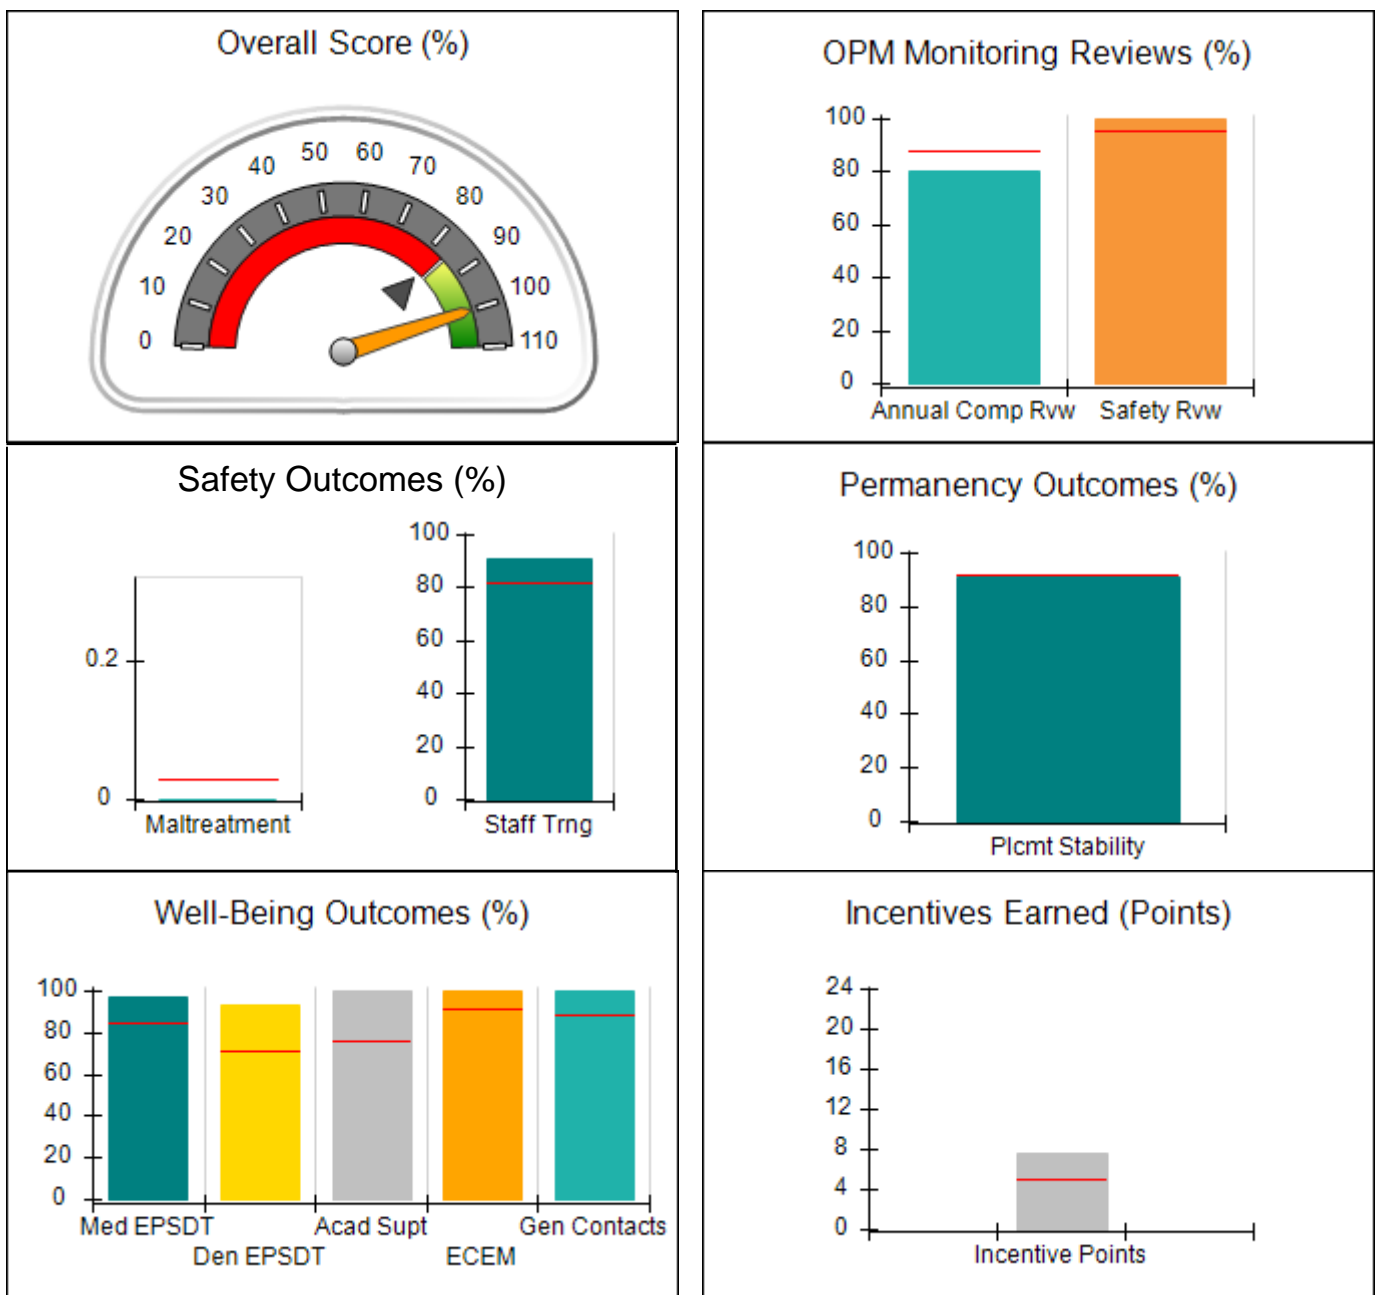 Overall Score (%)
0
10
20
30
40
50
60
70
80
90
100
110
OPM Monitoring Reviews (%)
100
80
60
40
20
0
Annual Comp Rvw
Safety Rvw
Safety Outcomes (%)
0.2
0
Maltreatment
100
80
60
40
20
0
Staff Trng
Permanency Outcomes (%)
100
80
60
40
20
0
Plcmt Stability
Well-Being Outcomes (%)
100
80
60
40
20
0
Med EPSDT
Den EPSDT
Acad Supt
ECEM
Gen Contacts
Incentives Earned (Points)
24
20
16
12
8
4
0
Incentive Points